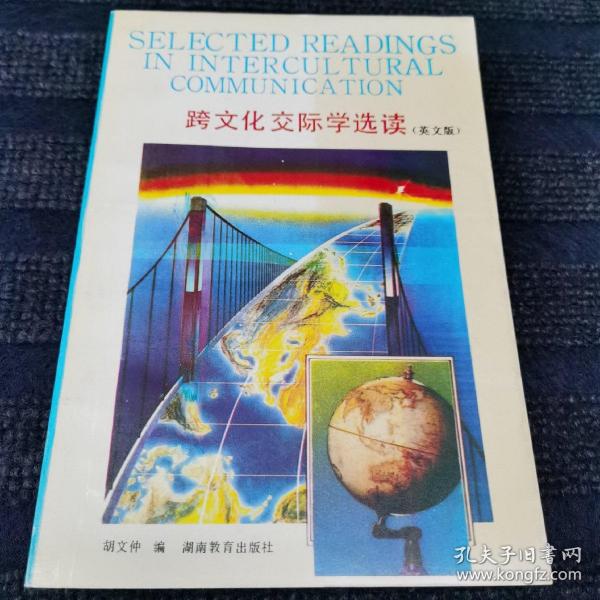 SELECTED READINGS
IN INTERCULTURAL
COMMUNICATION
跨文化交际学选读(英文版)
胡文仲 编 湖南教育出版社
孔夫子旧书网
www.kongfz.com